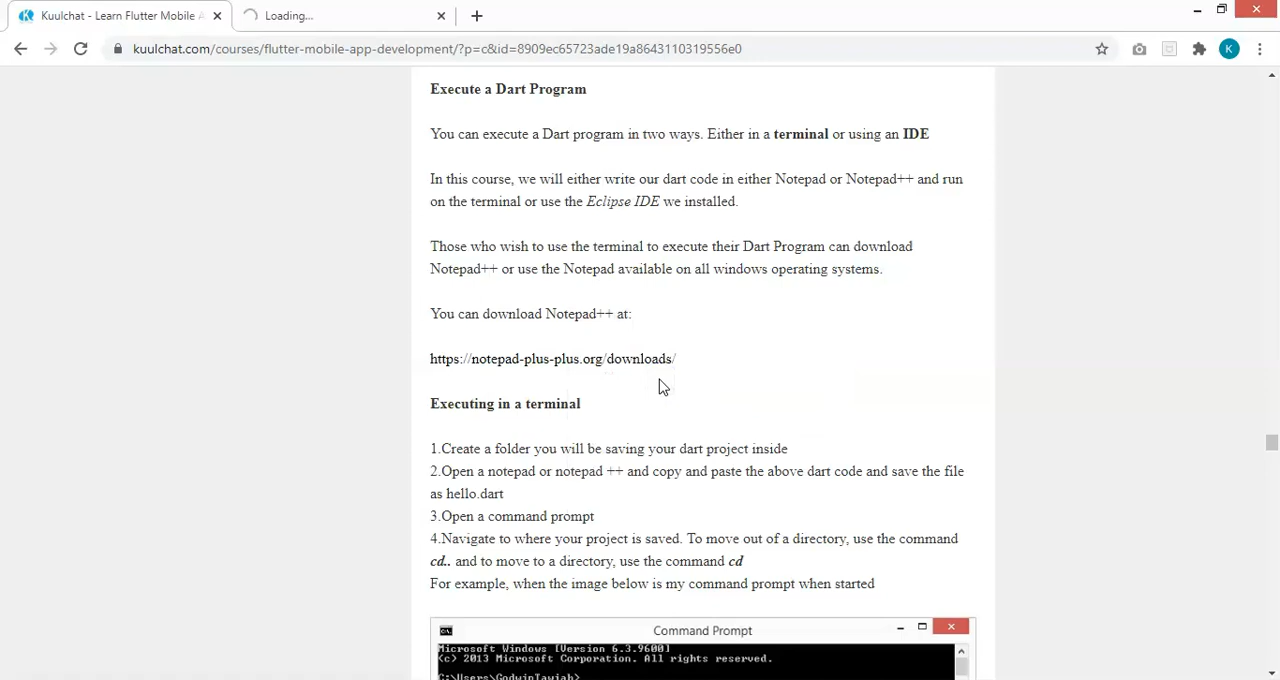 Kuulchat - Learn Flutter Mobile A
Loading...
kuulchat.com/courses/flutter-mobile-app-development/?p=c&id=8909ec65723ade19a8643110319556e0
K
Execute a Dart Program
You can execute a Dart program in two ways. Either in a terminal or using an IDE
In this course, we will either write our dart code in either Notepad or Notepad++ and run
on the terminal or use the Eclipse IDE we installed.
Those who wish to use the terminal to execute their Dart Program can download
Notepad++ or use the Notepad available on all windows operating systems.
You can download Notepad++ at:
https://notepad-plus-plus.org/downloads/
Executing in a terminal
1.Create a folder you will be saving your dart project inside
2.Open a notepad or notepad ++ and copy and paste the above dart code and save the file
as hello.dart
3.Open a command prompt
4.Navigate to where your project is saved. To move out of a directory, use the command
cd.. and to move to a directory, use the command cd
For example, when the image below is my command prompt when started
Command Prompt
Microsoft Windows [Version 6.3.9600]
(c) 2013 Microsoft Corporation. All rights reserved.
C:\Users\GodwinTawiah>